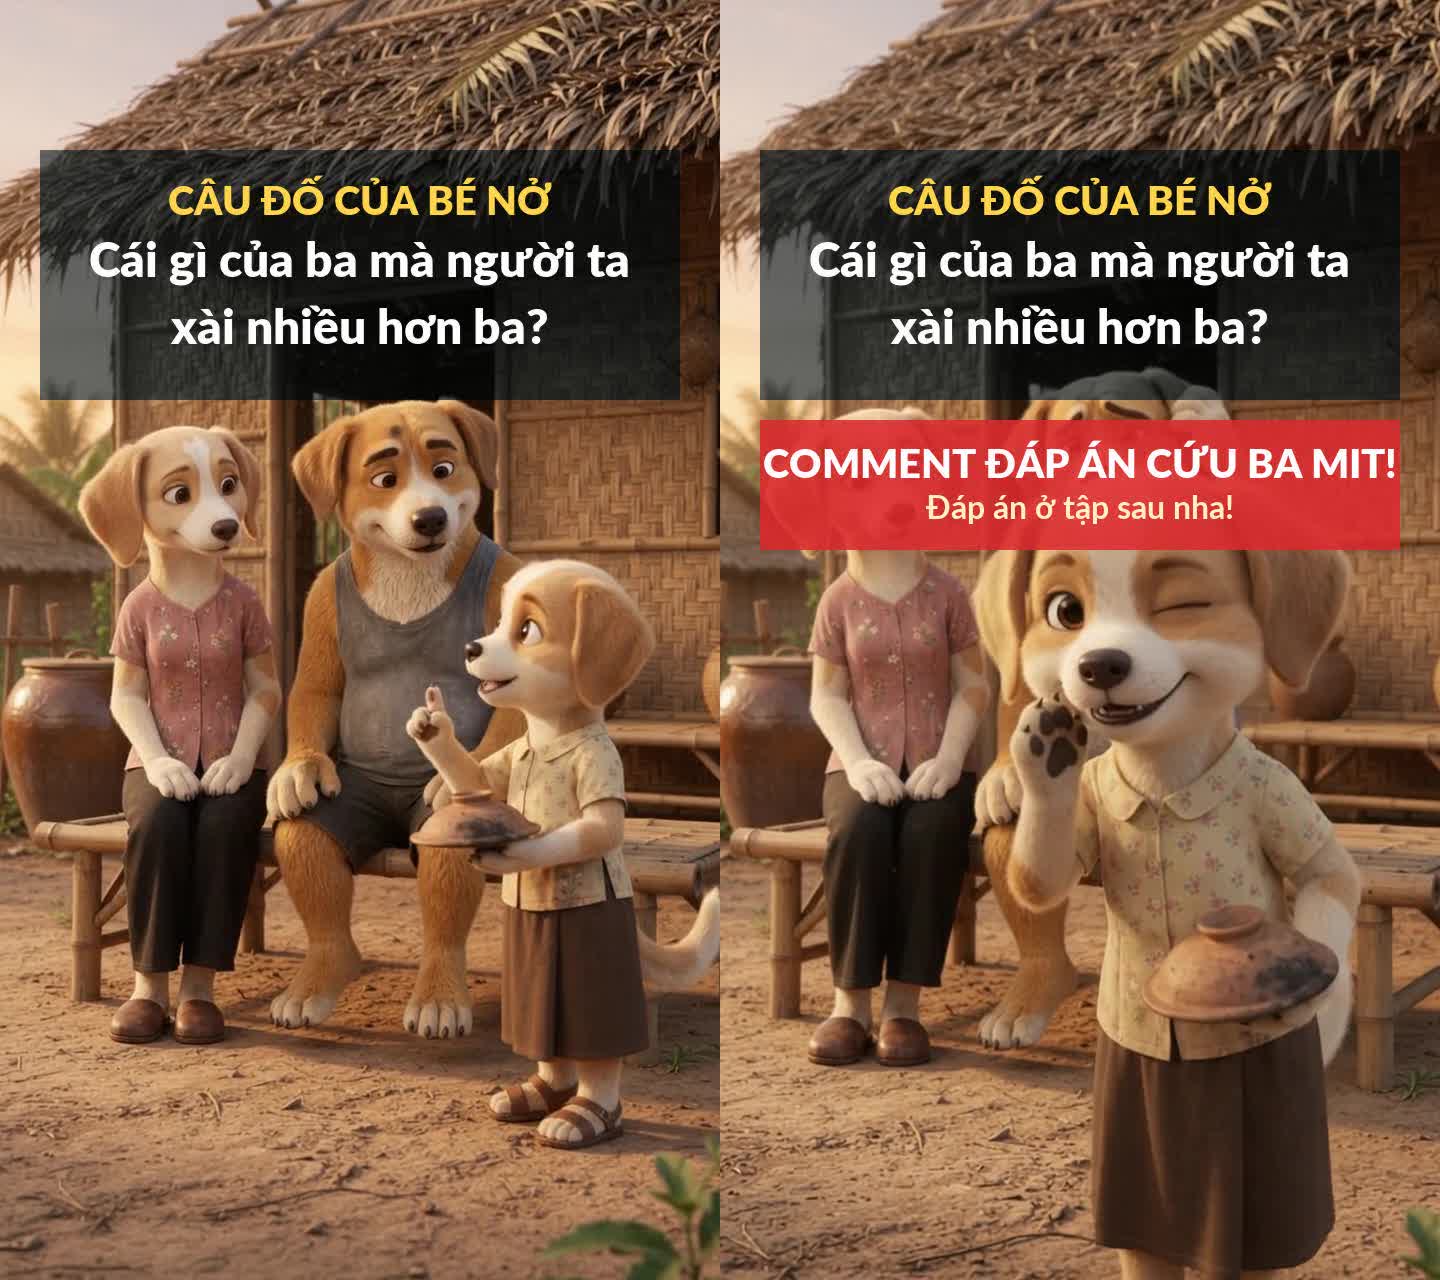 CÂU ĐỐ CỦA BÉ NỞ
Cái gì của ba mà người ta
xài nhiều hơn ba?
CÂU ĐỐ CỦA BÉ NỞ
Cái gì của ba mà người ta
xài nhiều hơn ba?
COMMENT ĐÁP ÁN CỨU BA MIT!
Đáp án ở tập sau nha!